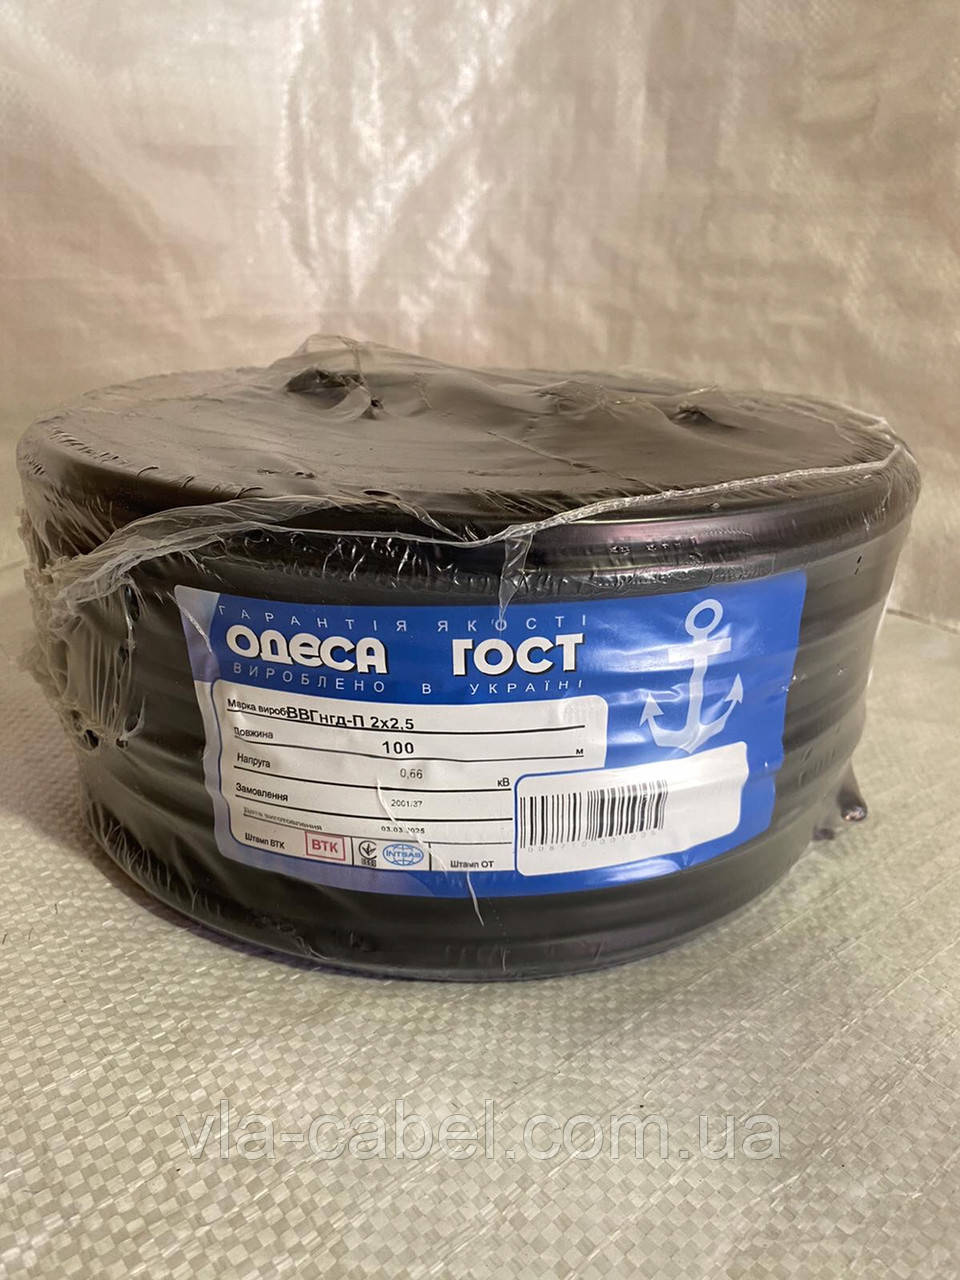 ГАРАНТІЯ ЯКОСТІ
ОДЕСА ГОСТ
ВИРОБЛЕНО В УКРАЇНІ
Марка вироб ВВГнгд-П 2х2,5
Довжина 100 м
Напруга 0,66 кВ
Замовлення 2001/37
Дата виготовлення 03.03.2025
Штамп ВТК ВТК INTSAS Штамп ОТ
vla-cabel.com.ua